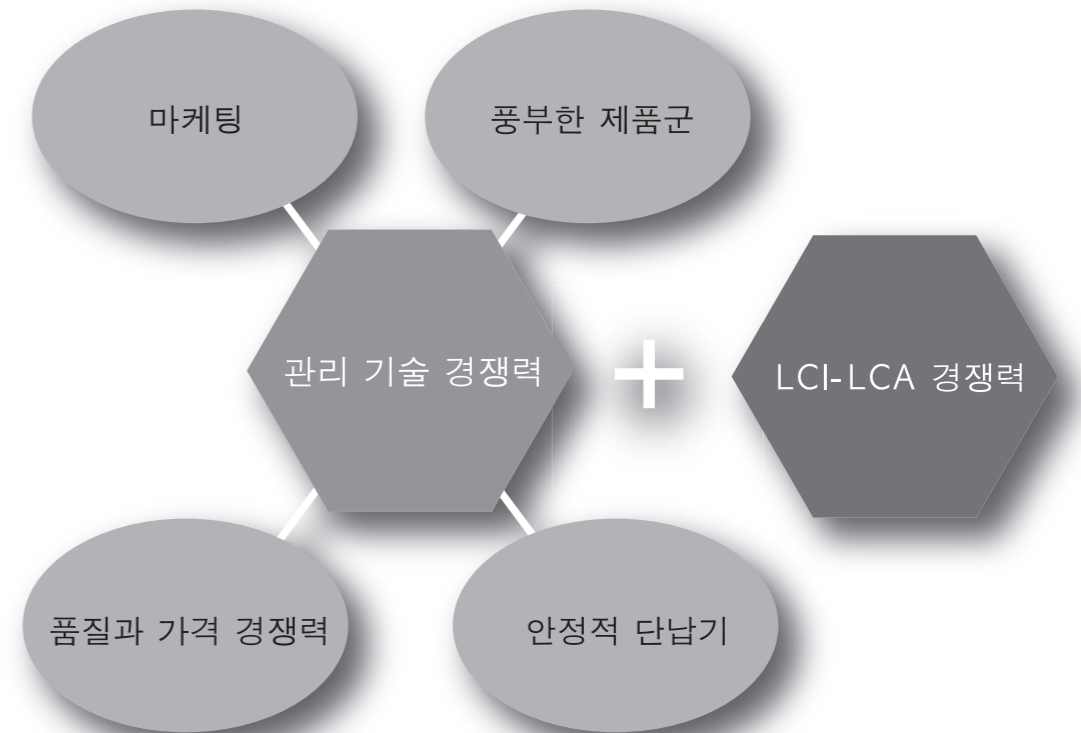 마케팅
풍부한 제품군
관리 기술 경쟁력
+
LCI-LCA 경쟁력
품질과 가격 경쟁력
안정적 단납기